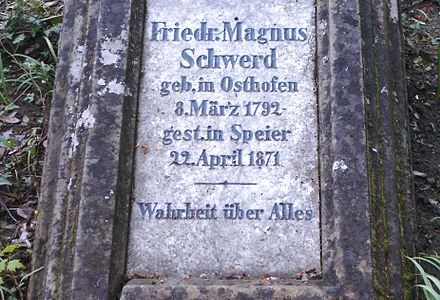 Friedr. Magnus
Schwerd
geb. in Osthofen
8. März 1792
gest. in Speier
22. April 1871
Wahrheit über Alles